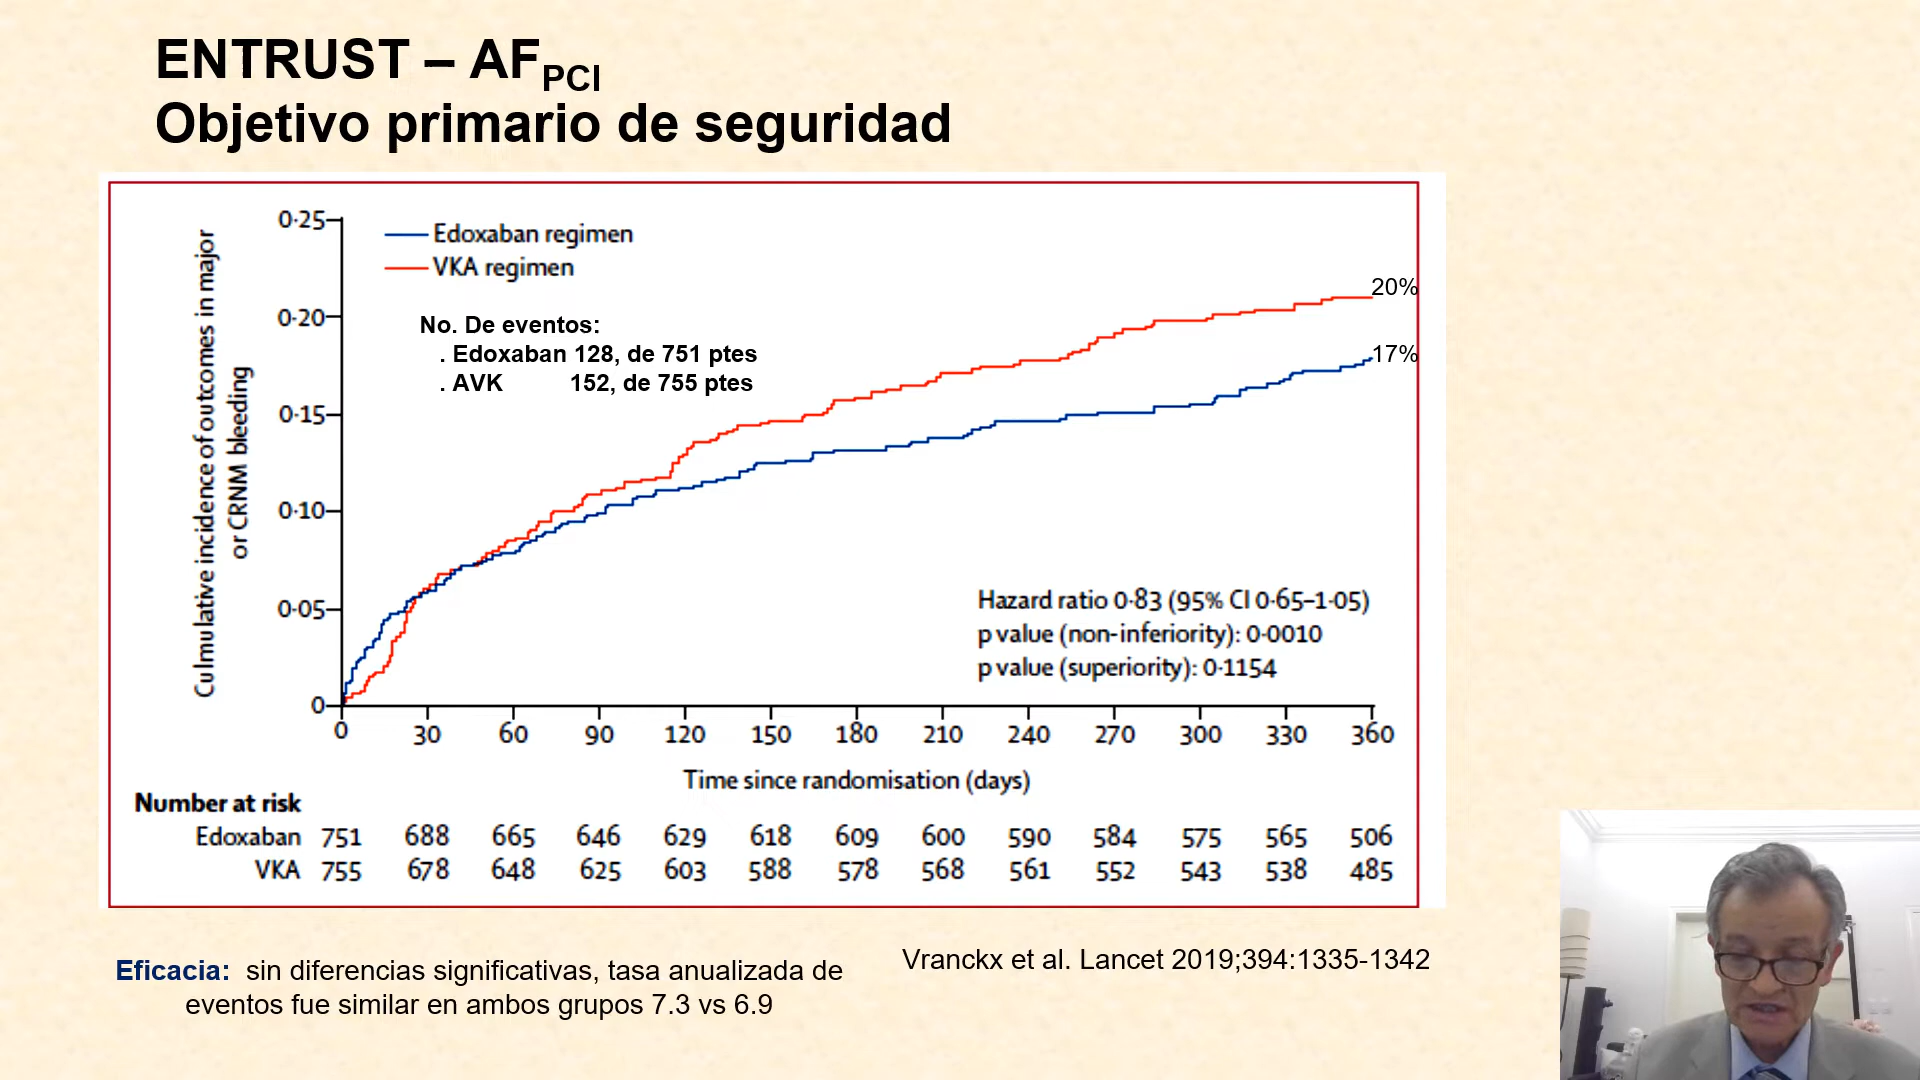 ENTRUST – AFPCI
Objetivo primario de seguridad
Culmulative incidence of outcomes in major
or CRNM bleeding
0·25
0·20
0·15
0·10
0·05
0
Edoxaban regimen
VKA regimen
No. De eventos:
. Edoxaban 128, de 751 ptes
. AVK 152, de 755 ptes
20%
17%
Hazard ratio 0·83 (95% CI 0·65–1·05)
p value (non-inferiority): 0·0010
p value (superiority): 0·1154
0 30 60 90 120 150 180 210 240 270 300 330 360
Time since randomisation (days)
Number at risk
Edoxaban 751 688 665 646 629 618 609 600 590 584 575 565 506
VKA 755 678 648 625 603 588 578 568 561 552 543 538 485
Eficacia: sin diferencias significativas, tasa anualizada de
eventos fue similar en ambos grupos 7.3 vs 6.9
Vranckx et al. Lancet 2019;394:1335-1342